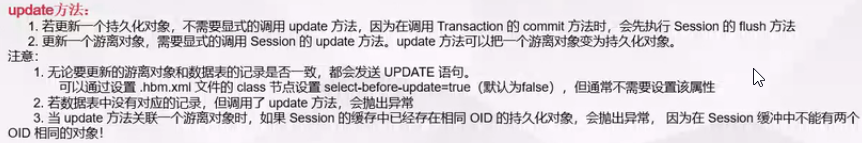 update方法：
1. 若更新一个持久化对象，不需要显式的调用 update 方法，因为在调用 Transaction 的 commit 方法时，会先执行 Session 的 flush 方法
2. 更新一个游离对象，需要显式的调用 Session 的 update 方法。update 方法可以把一个游离对象变为持久化对象。
注意：
1. 无论要更新的游离对象和数据表的记录是否一致，都会发送 UPDATE 语句。
可以通过设置 .hbm.xml 文件的 class 节点设置 select-before-update=true（默认为false），但通常不需要设置该属性
2. 若数据表中没有对应的记录，但调用了 update 方法，会抛出异常
3. 当 update 方法关联一个游离对象时，如果 Session 的缓存中已经存在相同 OID 的持久化对象，会抛出异常， 因为在 Session 缓冲中不能有两个
OID 相同的对象！